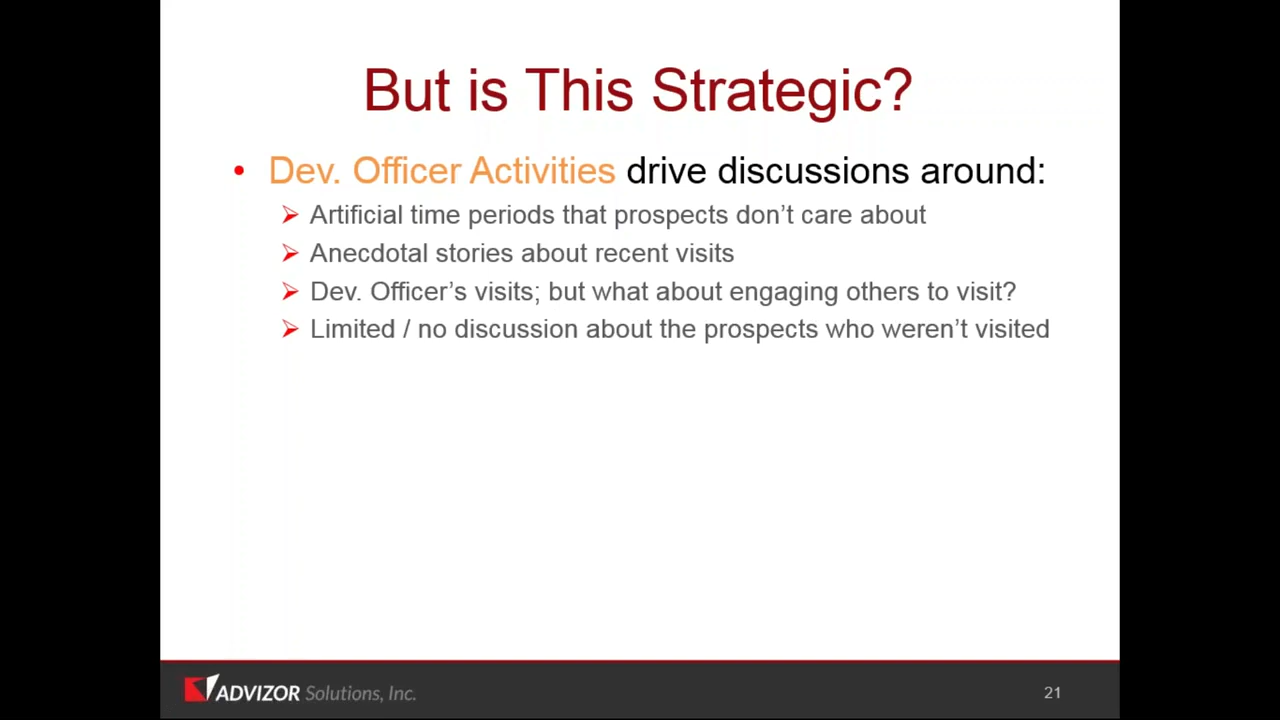 But is This Strategic?
• Dev. Officer Activities drive discussions around:
➢ Artificial time periods that prospects don’t care about
➢ Anecdotal stories about recent visits
➢ Dev. Officer’s visits; but what about engaging others to visit?
➢ Limited / no discussion about the prospects who weren’t visited
ADVIZOR Solutions, Inc.
21